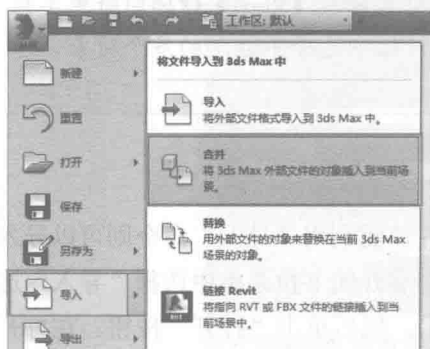 工作区: 默认
将文件导入到 3ds Max 中
新建
导入
将外部文件格式导入到 3ds Max 中。
重置
合并
将 3ds Max 外部文件的对象插入到当前场
景。
打开
保存
替换
用外部文件的对象来替换在当前 3ds Max
场景的对象。
另存为
链接 Revit
将指向 RVT 或 FBX 文件的链接插入到当
前场景中。
导入
导出